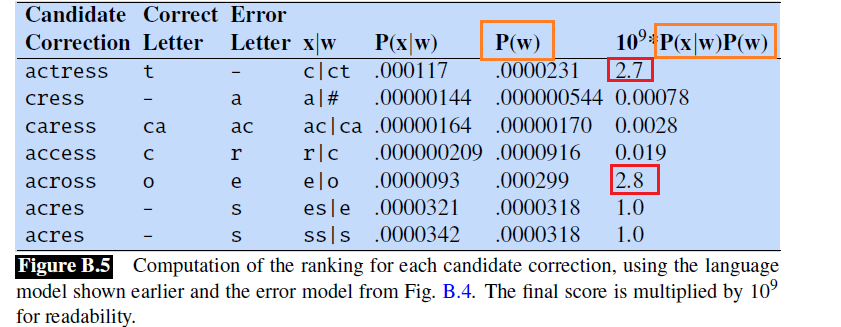 Candidate Correct Error
Correction Letter Letter x|w P(x|w) P(w) 10⁹*P(x|w)P(w)
actress t - c|ct .000117 .0000231 2.7
cress - a a|# .00000144 .000000544 0.00078
caress ca ac ac|ca .00000164 .00000170 0.0028
access c r r|c .000000209 .0000916 0.019
across o e e|o .0000093 .000299 2.8
acres - s es|e .0000321 .0000318 1.0
acres - s ss|s .0000342 .0000318 1.0
Figure B.5 Computation of the ranking for each candidate correction, using the language
model shown earlier and the error model from Fig. B.4. The final score is multiplied by 10⁹
for readability.